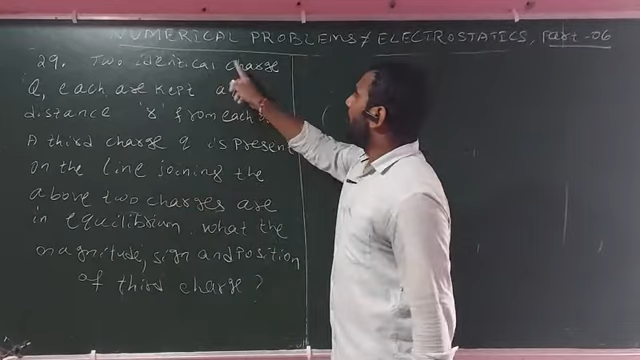 NUMERICAL PROBLEMS / ELECTROSTATICS, Part-06
29. Two identical charge
Q, each are kept a
distance 'r' from each
A third charge q is present
on the line joining the
above two charges are
in equilibrium. what the
magnitude, sign and position
of third charge?